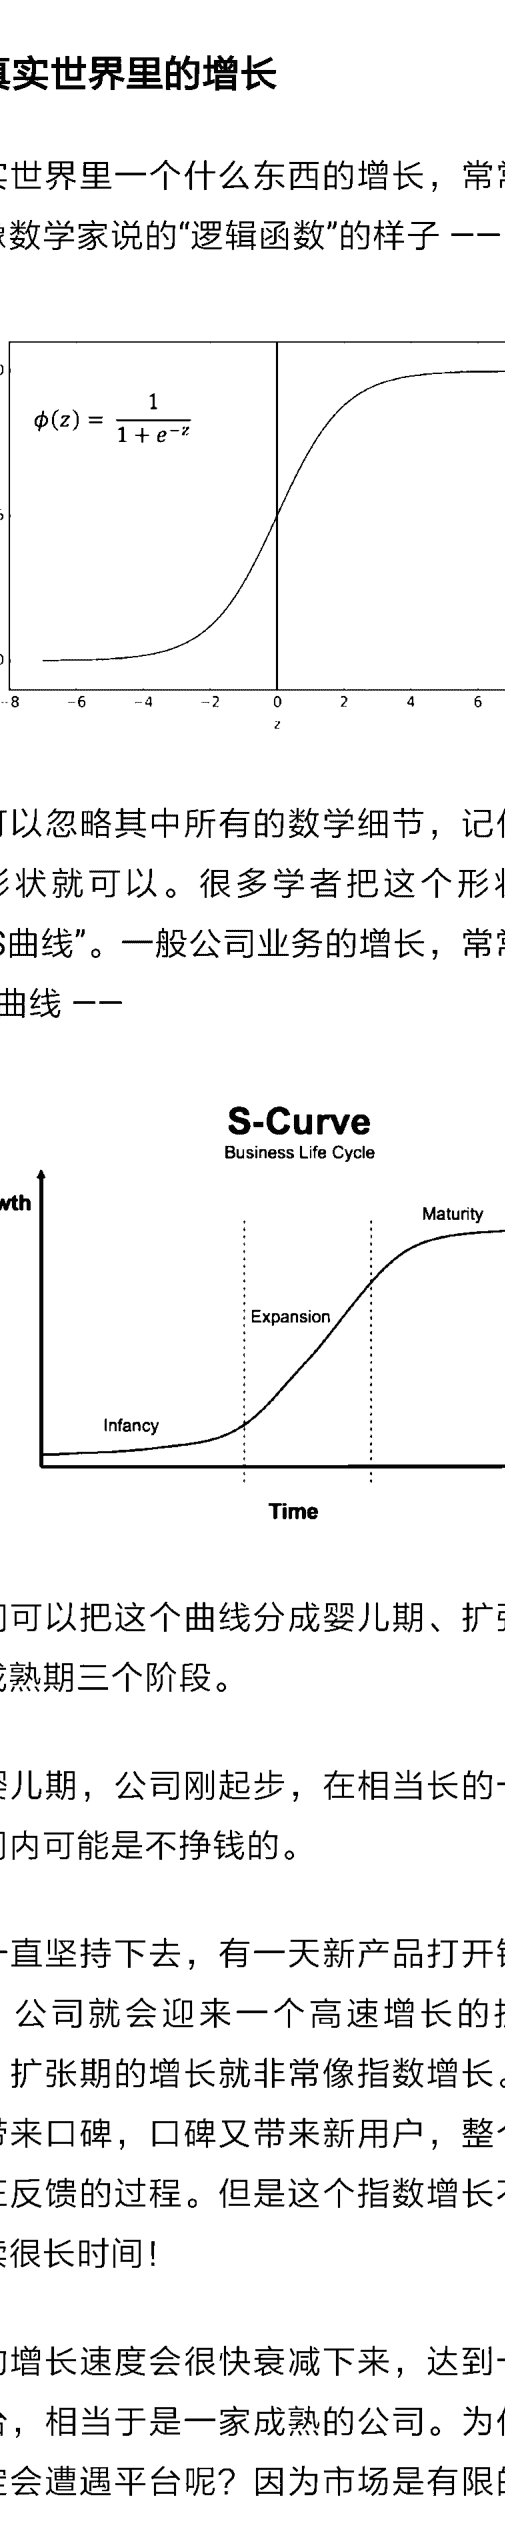 真实世界里的增长
实世界里一个什么东西的增长，常常
像数学家说的“逻辑函数”的样子 ——
ϕ(z) = 1 / (1 + e^−z)
−8 −6 −4 −2 0 2 4 6
z
可以忽略其中所有的数学细节，记住
形状就可以。很多学者把这个形状
S曲线”。一般公司业务的增长，常常
曲线 ——
S-Curve
Business Life Cycle
wth
Maturity
Expansion
Infancy
Time
们可以把这个曲线分成婴儿期、扩张
成熟期三个阶段。
婴儿期，公司刚起步，在相当长的一
间内可能是不挣钱的。
一直坚持下去，有一天新产品打开销
，公司就会迎来一个高速增长的扩
。扩张期的增长就非常像指数增长。
带来口碑，口碑又带来新用户，整个
正反馈的过程。但是这个指数增长不
续很长时间！
的增长速度会很快衰减下来，达到一
台，相当于是一家成熟的公司。为什
定会遭遇平台呢？因为市场是有限的